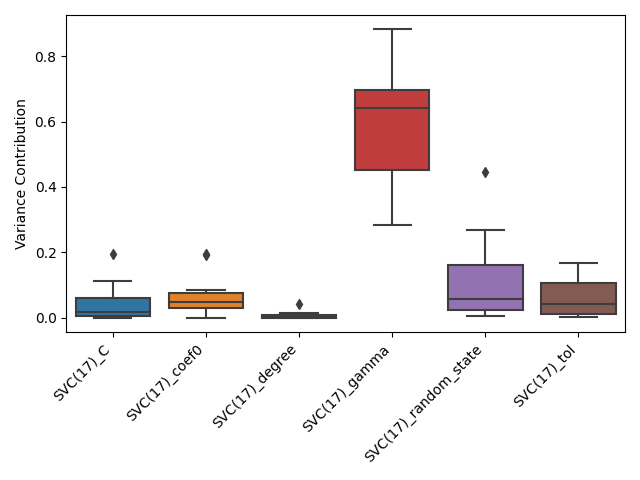 Variance Contribution
0.8
0.6
0.4
0.2
0.0
SVC(17)_C
SVC(17)_coef0
SVC(17)_degree
SVC(17)_gamma
SVC(17)_random_state
SVC(17)_tol